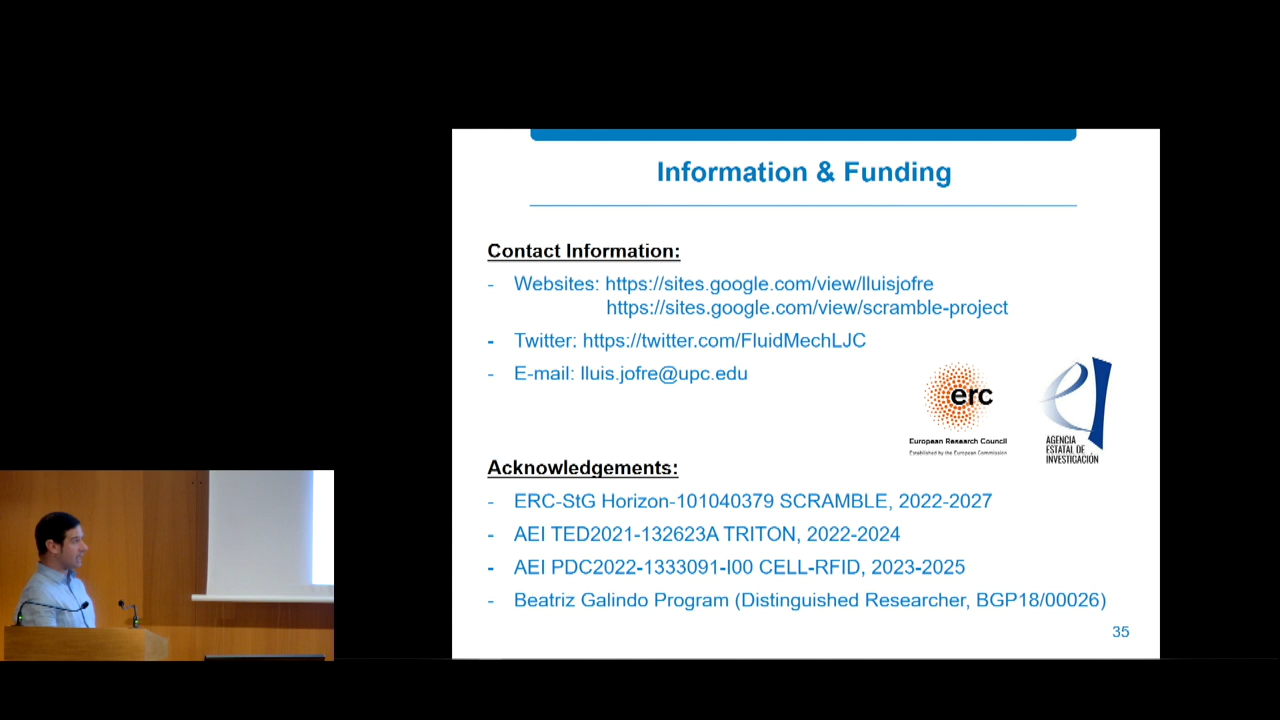 Information & Funding
Contact Information:
- Websites: https://sites.google.com/view/lluisjofre
https://sites.google.com/view/scramble-project
- Twitter: https://twitter.com/FluidMechLJC
- E-mail: lluis.jofre@upc.edu
erc
European Research Council
Established by the European Commission
AGENCIA
ESTATAL DE
INVESTIGACIÓN
Acknowledgements:
- ERC-StG Horizon-101040379 SCRAMBLE, 2022-2027
- AEI TED2021-132623A TRITON, 2022-2024
- AEI PDC2022-1333091-I00 CELL-RFID, 2023-2025
- Beatriz Galindo Program (Distinguished Researcher, BGP18/00026)
35